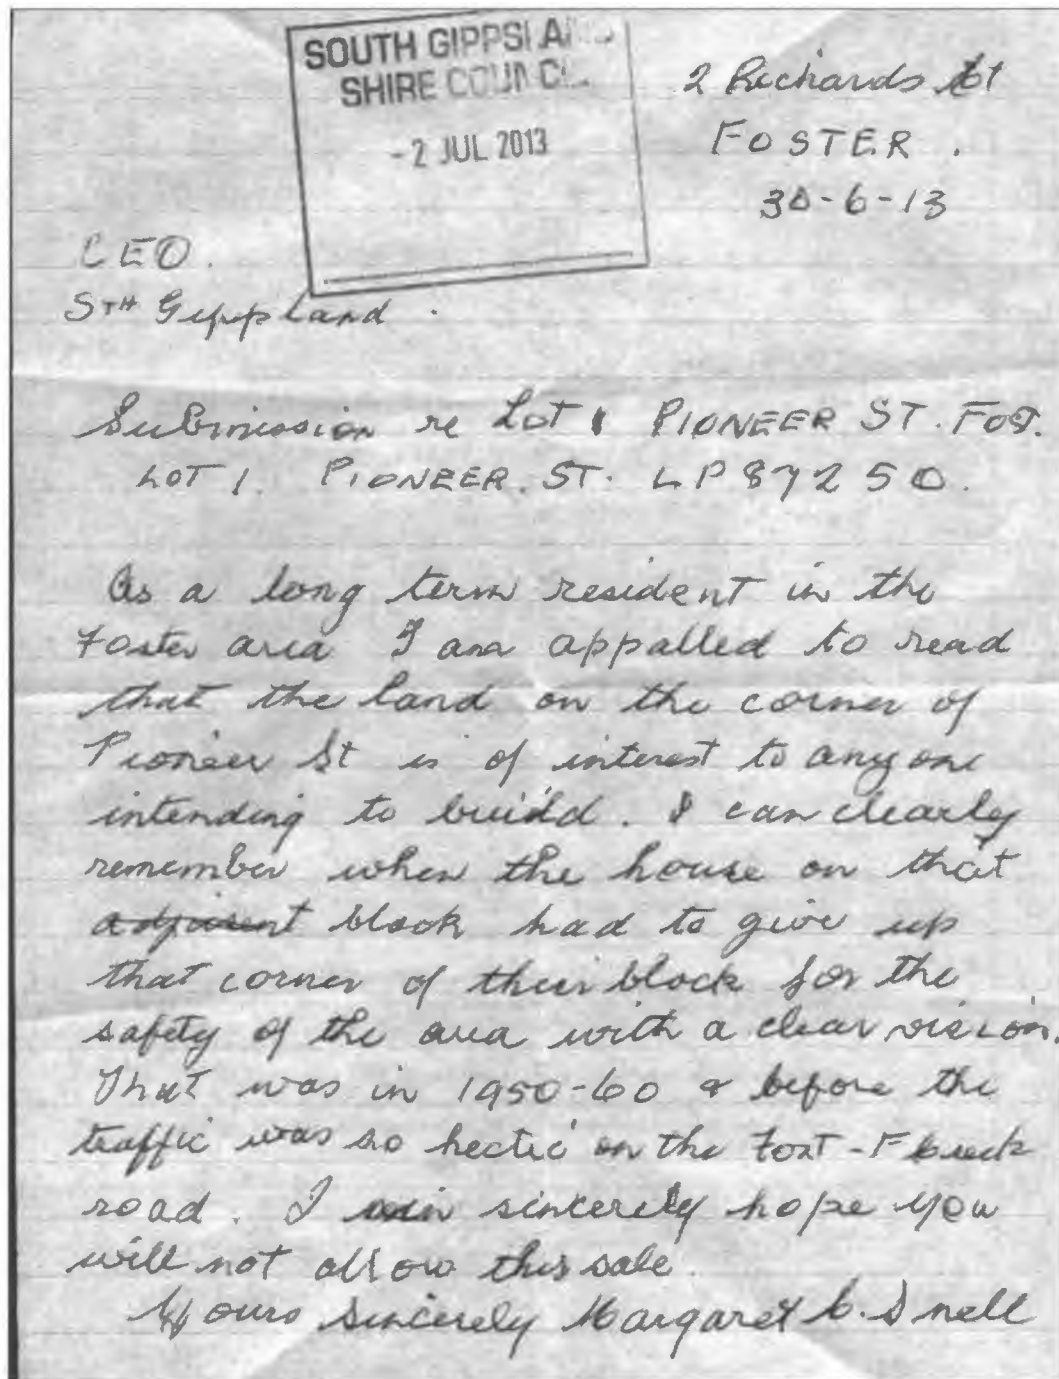 SOUTH GIPPSLAND
SHIRE COUNCIL
- 2 JUL 2013
2 Richards St
FOSTER.
30-6-13
CEO.
STH Gippsland.
Submission re LOT 1 PIONEER ST. FOST.
LOT 1. PIONEER. ST. LP 87250.
As a long term resident in the
Foster area I am appalled to read
that the land on the corner of
Pioneer St is of interest to anyone
intending to build. I can clearly
remember when the house on that
adjacent block had to give up
that corner of their block for the
safety of the area with a clear vision.
That was in 1950-60 & before the
traffic was so hectic on the Fost-F Creek
road. I sincerely hope you
will not allow this sale.
Yours Sincerely Margaret C. Snell